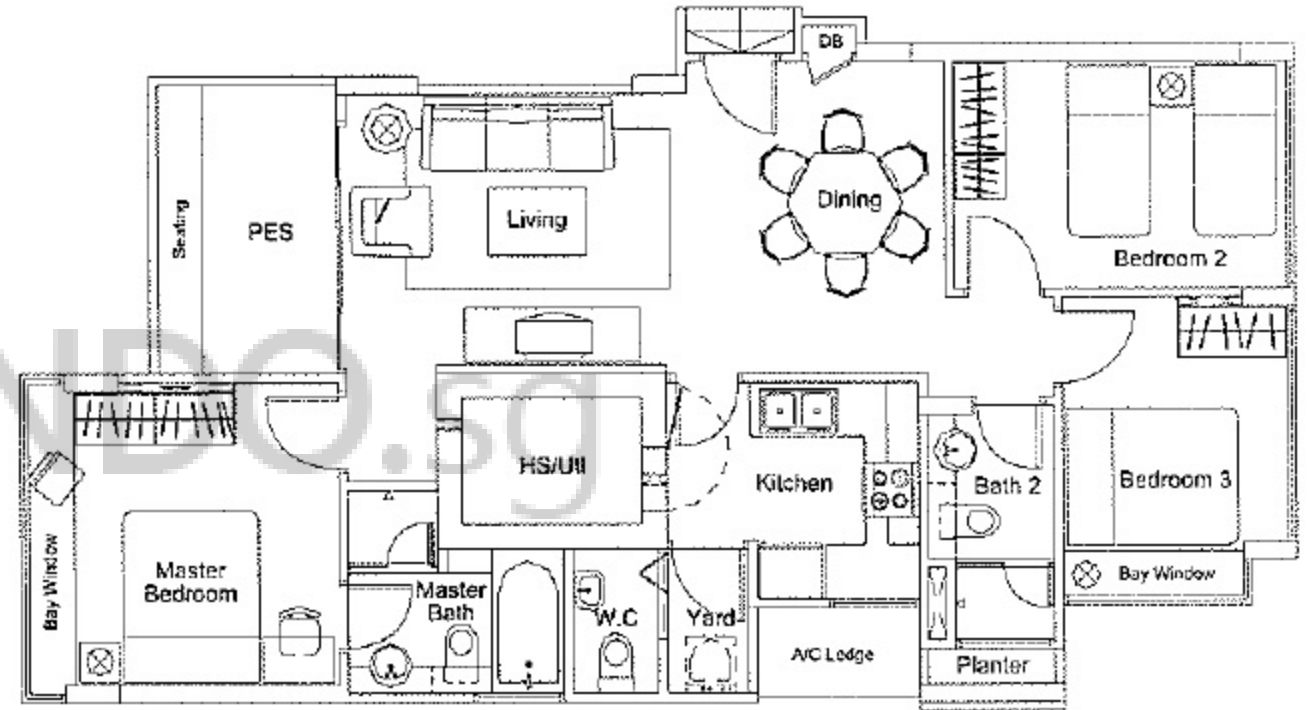 DB
Seating
PES
Living
Dining
Bedroom 2
NDO.sg
HS/Util
Kitchen
Bath 2
Bedroom 3
Bay Window
Master
Bedroom
Master
Bath
W.C
Yard
A/C Ledge
Planter
Bay Window